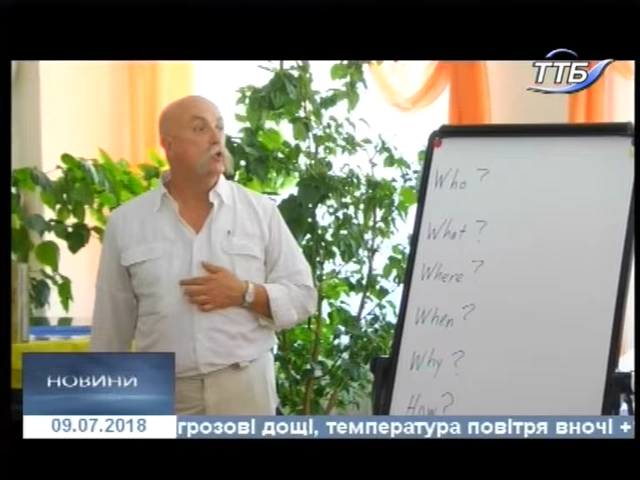 ТТБ
Who?
What?
Where?
When?
Why?
How?
НОВИНИ
09.07.2018
грозові дощі, температура повітря вночі +